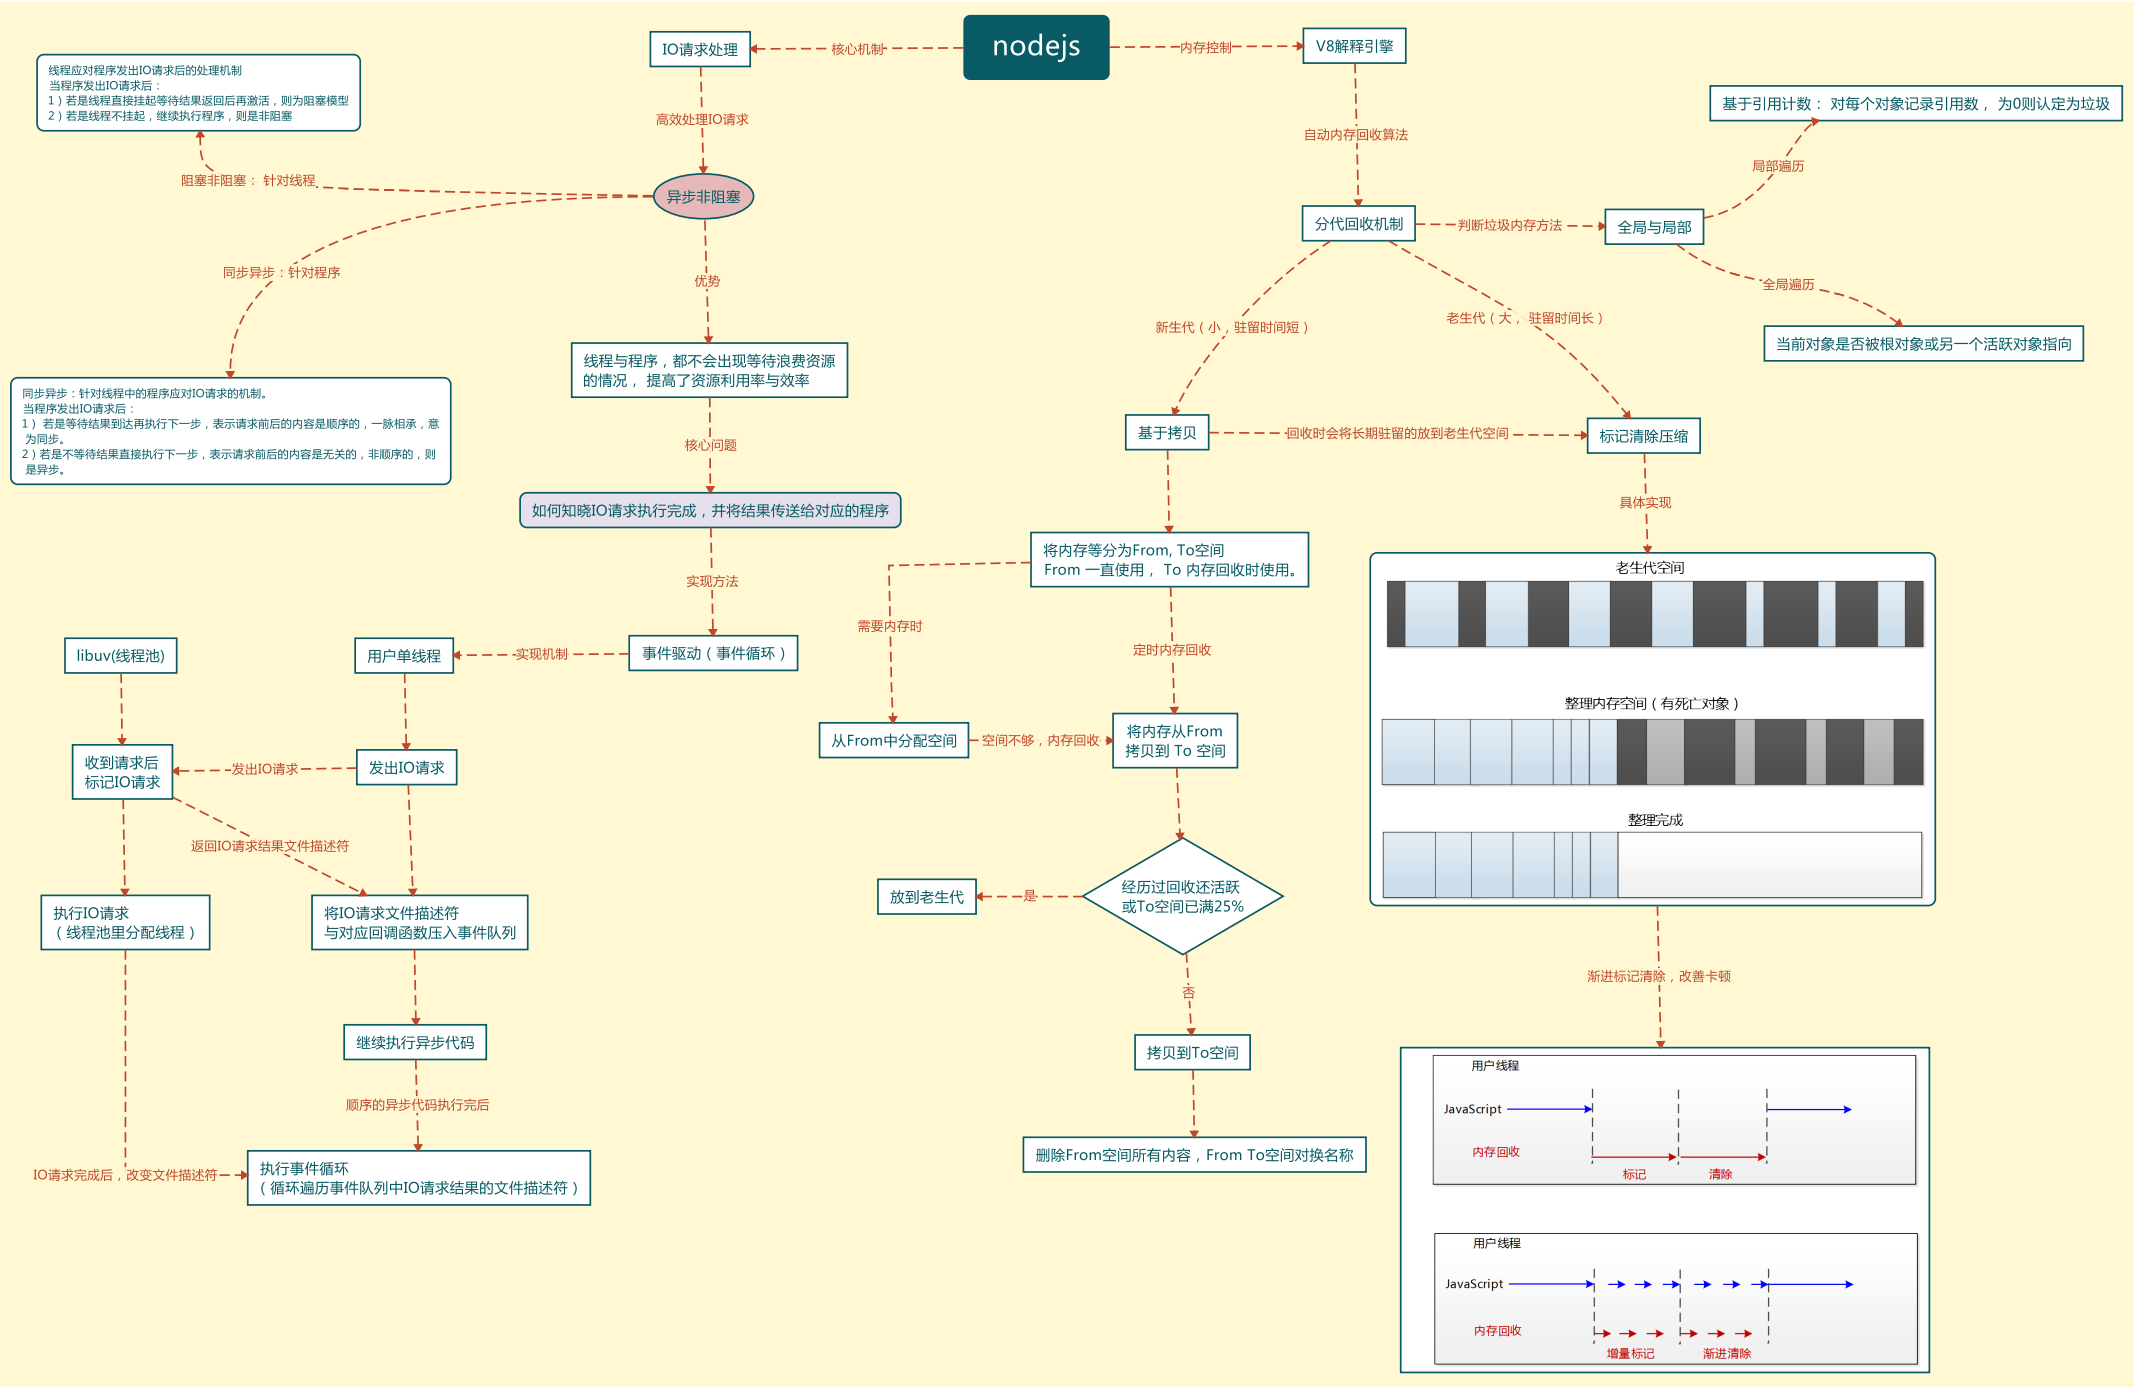 nodejs
核心机制
内存控制
IO请求处理
V8解释引擎
线程应对程序发出IO请求后的处理机制
当程序发出IO请求后：
1）若是线程直接挂起等待结果返回后再激活，则为阻塞模型
2）若是线程不挂起，继续执行程序，则是非阻塞
高效处理IO请求
阻塞非阻塞： 针对线程
异步非阻塞
同步异步：针对程序
优势
同步异步：针对线程中的程序应对IO请求的机制。
当程序发出IO请求后：
1） 若是等待结果到达再执行下一步，表示请求前后的内容是顺序的，一脉相承，意
为同步。
2）若是不等待结果直接执行下一步，表示请求前后的内容是无关的，非顺序的，则
是异步。
线程与程序，都不会出现等待浪费资源
的情况， 提高了资源利用率与效率
核心问题
如何知晓IO请求执行完成，并将结果传送给对应的程序
实现方法
事件驱动（事件循环）
实现机制
用户单线程
libuv(线程池)
收到请求后
标记IO请求
发出IO请求
发出IO请求
返回IO请求结果文件描述符
执行IO请求
（线程池里分配线程）
将IO请求文件描述符
与对应回调函数压入事件队列
继续执行异步代码
顺序的异步代码执行完后
IO请求完成后，改变文件描述符
执行事件循环
（循环遍历事件队列中IO请求结果的文件描述符）
自动内存回收算法
分代回收机制
判断垃圾内存方法
全局与局部
局部遍历
基于引用计数： 对每个对象记录引用数， 为0则认定为垃圾
全局遍历
当前对象是否被根对象或另一个活跃对象指向
新生代（小，驻留时间短）
老生代（大， 驻留时间长）
基于拷贝
回收时会将长期驻留的放到老生代空间
标记清除压缩
将内存等分为From, To空间
From 一直使用， To 内存回收时使用。
需要内存时
定时内存回收
从From中分配空间
空间不够，内存回收
将内存从From
拷贝到 To 空间
经历过回收还活跃
或To空间已满25%
是
放到老生代
否
拷贝到To空间
删除From空间所有内容，From To空间对换名称
具体实现
老生代空间
整理内存空间（有死亡对象）
整理完成
渐进标记清除，改善卡顿
用户线程
JavaScript
内存回收
标记
清除
用户线程
JavaScript
内存回收
增量标记
渐进清除